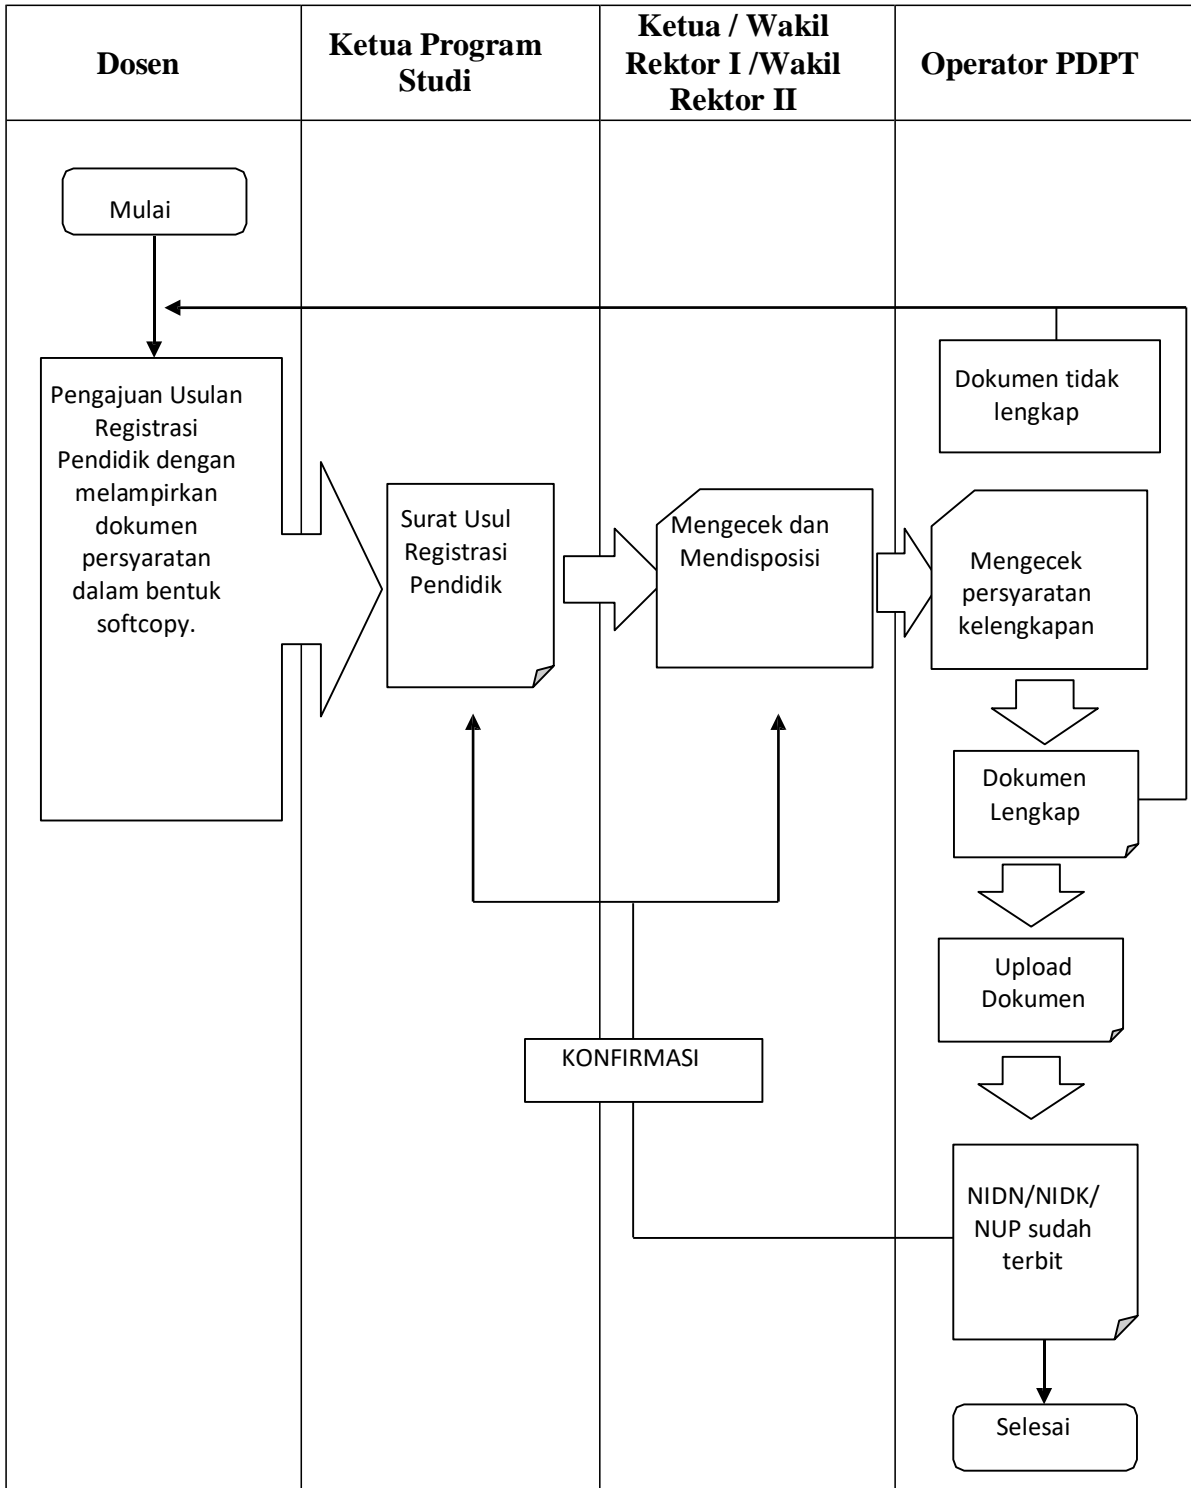 Dosen
Ketua Program
Studi
Ketua / Wakil
Rektor I /Wakil
Rektor II
Operator PDPT
Mulai
Pengajuan Usulan
Registrasi
Pendidik dengan
melampirkan
dokumen
persyaratan
dalam bentuk
softcopy.
Surat Usul
Registrasi
Pendidik
Mengecek dan
Mendisposisi
Dokumen tidak
lengkap
Mengecek
persyaratan
kelengkapan
Dokumen
Lengkap
Upload
Dokumen
KONFIRMASI
NIDN/NIDK/
NUP sudah
terbit
Selesai